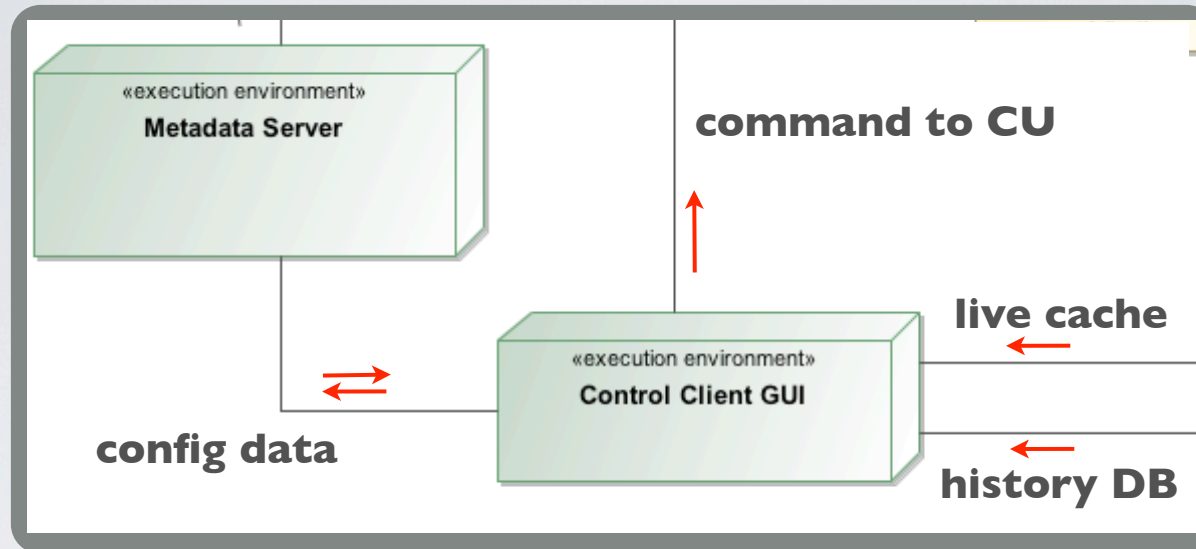 «execution environment»
Metadata Server
command to CU
live cache
«execution environment»
Control Client GUI
config data
history DB